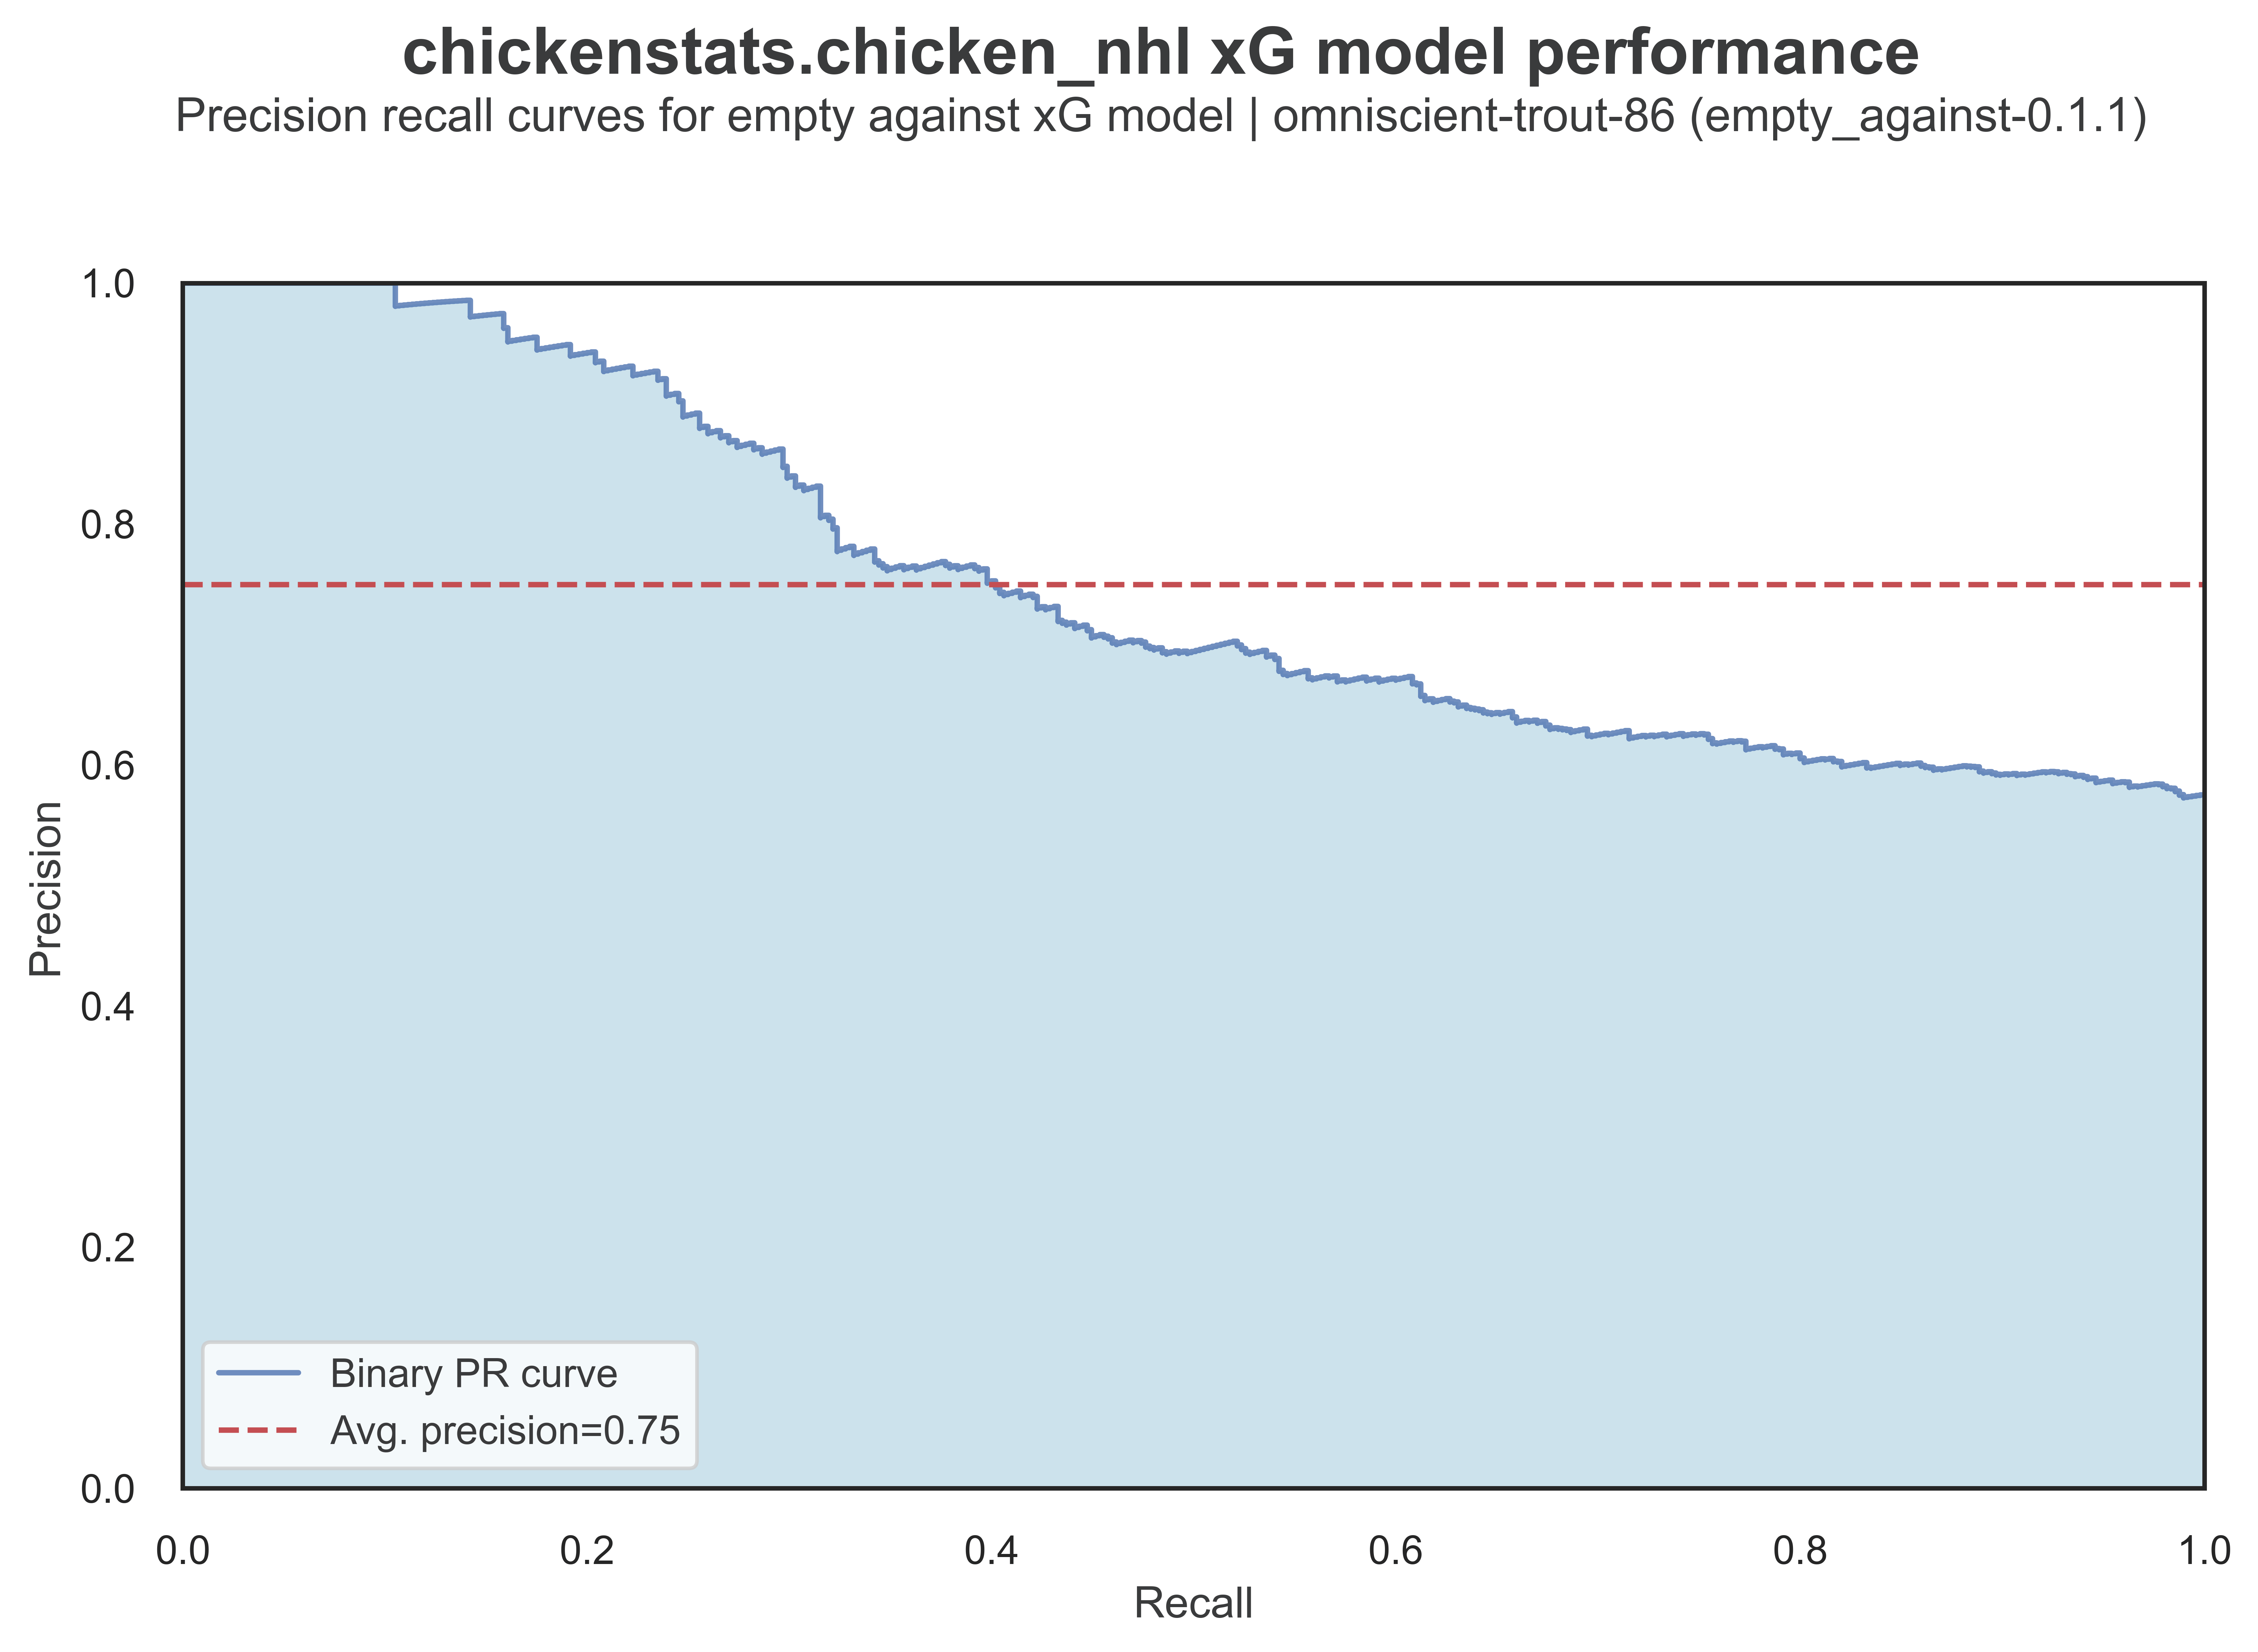 chickenstats.chicken_nhl xG model performance
Precision recall curves for empty against xG model | omniscient-trout-86 (empty_against-0.1.1)
1.0
0.8
0.6
0.4
0.2
0.0
Precision
Binary PR curve
Avg. precision=0.75
0.0 0.2 0.4 0.6 0.8 1.0
Recall